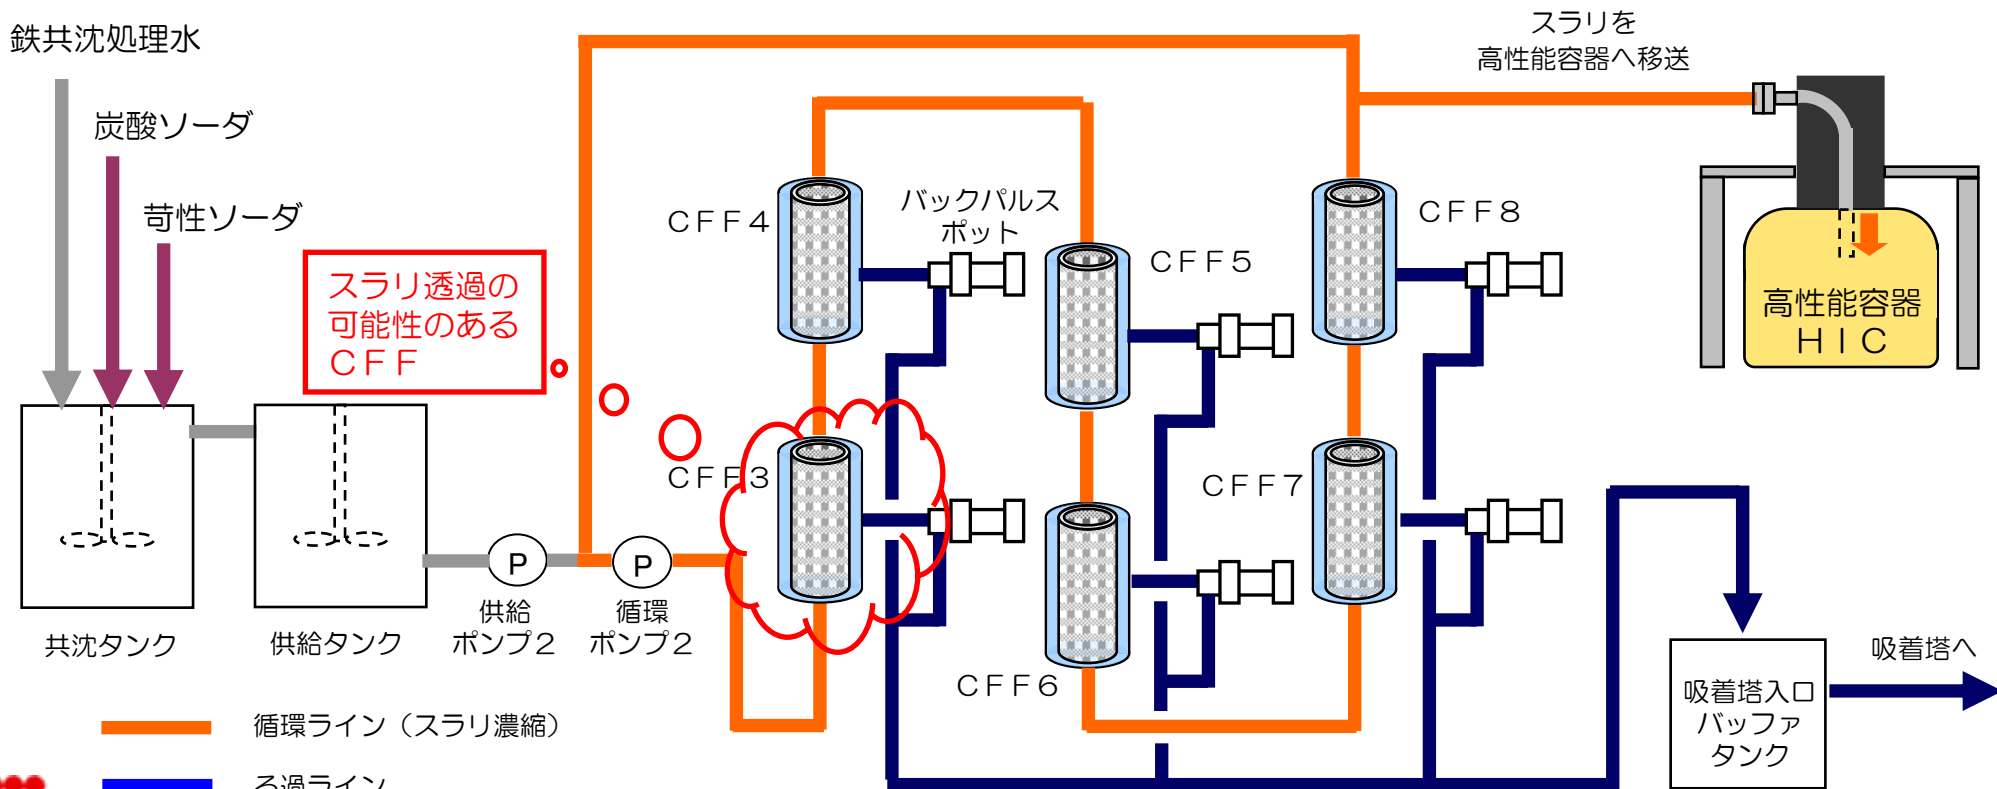 鉄共沈処理水
炭酸ソーダ
苛性ソーダ
スラリ透過の
可能性のある
ＣＦＦ
スラリを
高性能容器へ移送
ＣＦＦ４
バックパルス
ポット
ＣＦＦ５
ＣＦＦ８
高性能容器
ＨＩＣ
ＣＦＦ３
ＣＦＦ７
P
P
供給
ポンプ２
循環
ポンプ２
共沈タンク
供給タンク
ＣＦＦ６
吸着塔へ
吸着塔入口
バッファ
タンク
循環ライン（スラリ濃縮）
ろ過ライン